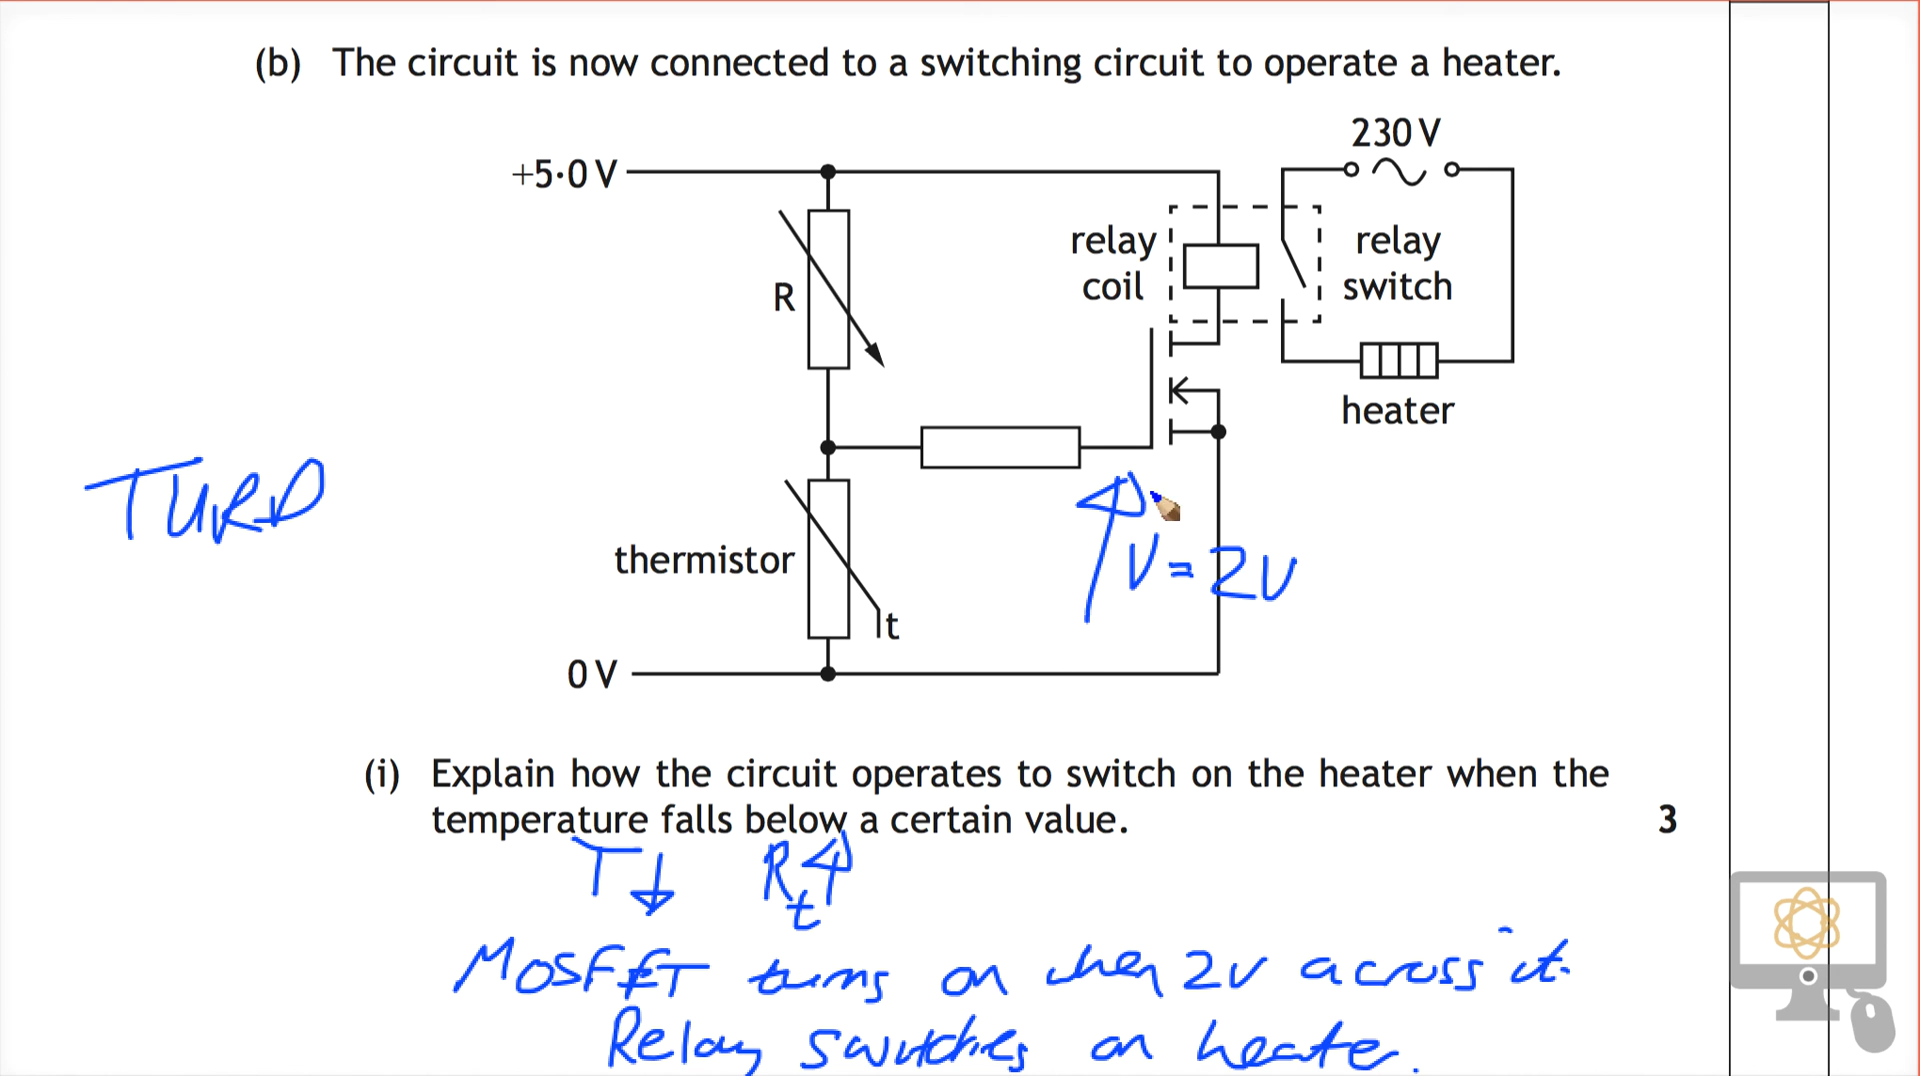 (b) The circuit is now connected to a switching circuit to operate a heater.
230 V
+5·0 V
relay coil
relay switch
R
heater
TURD
thermistor
t
V = 2V
0 V
(i) Explain how the circuit operates to switch on the heater when the
temperature falls below a certain value.
3
T↓ Rt↑
MOSFET turns on when 2v across it.
Relay switches on heater.